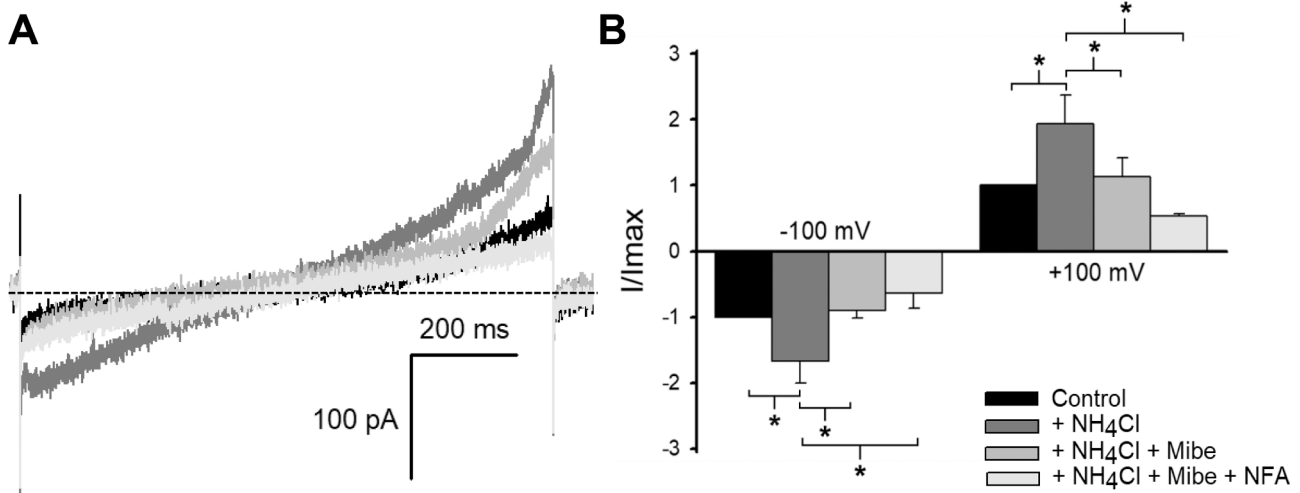 A
200 ms
100 pA
B
I/Imax
3
2
1
0
-1
-2
-3
*
*
*
-100 mV
+100 mV
*
*
*
Control
+ NH4Cl
+ NH4Cl + Mibe
+ NH4Cl + Mibe + NFA